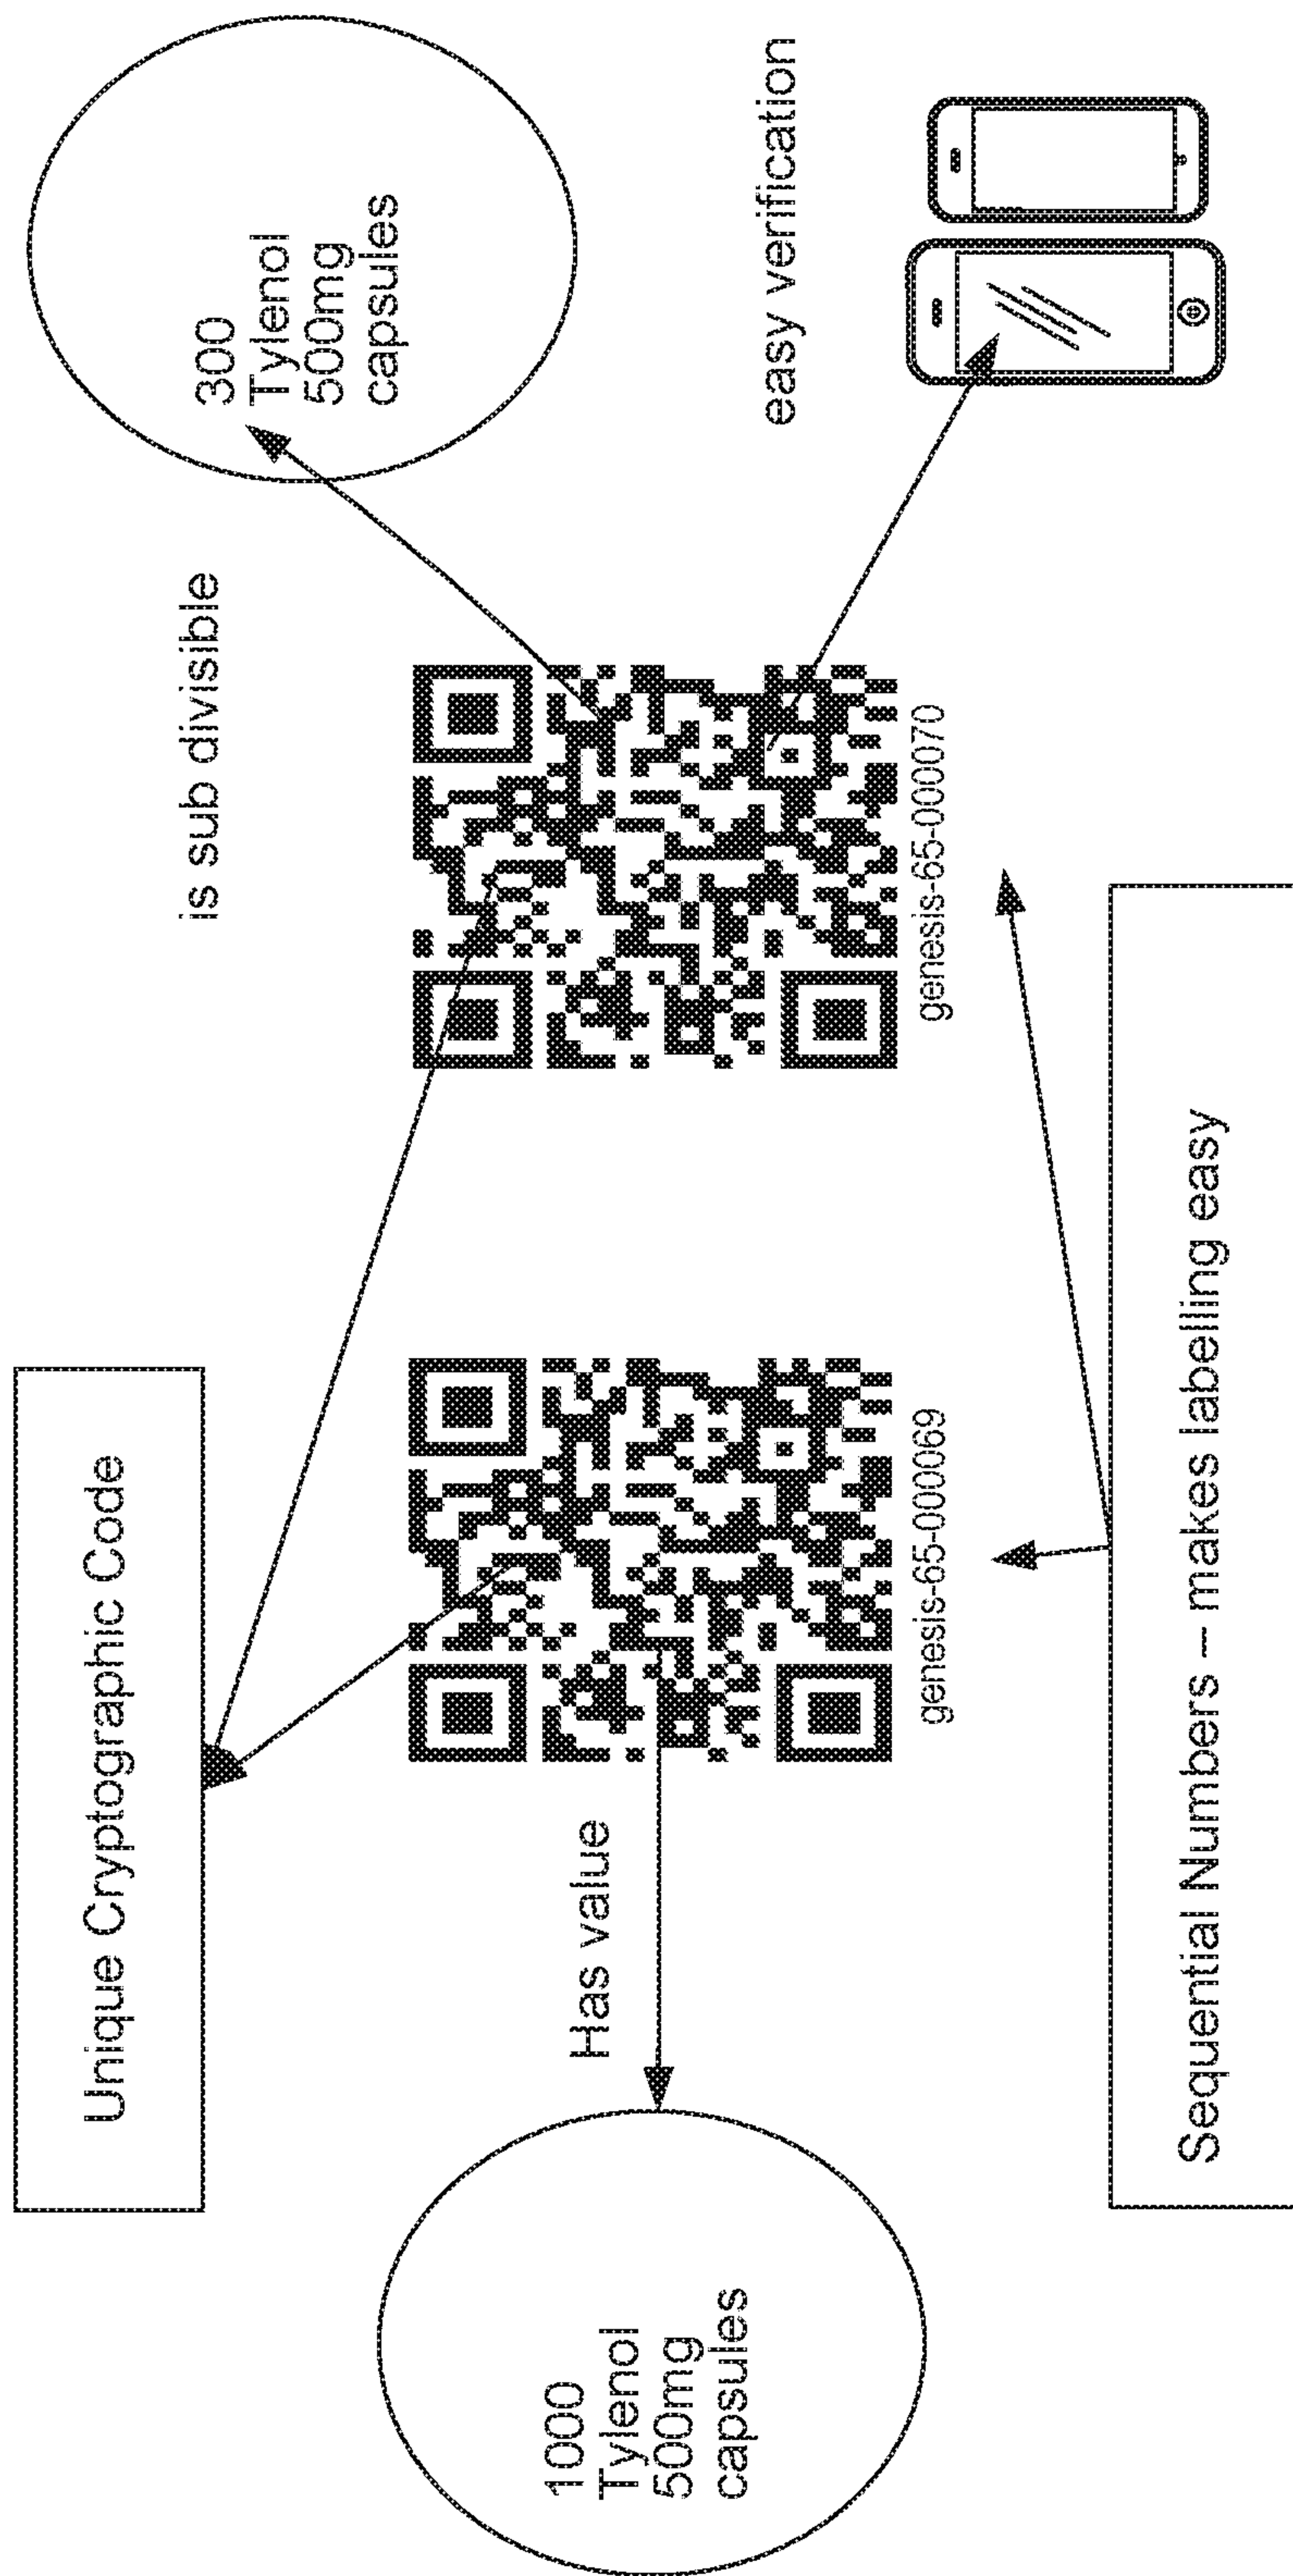 Unique Cryptographic Code
is sub divisible
300
Tylenol
500mg
capsules
Has value
1000
Tylenol
500mg
capsules
genesis-65-000069
genesis-65-000070
easy verification
Sequential Numbers – makes labelling easy